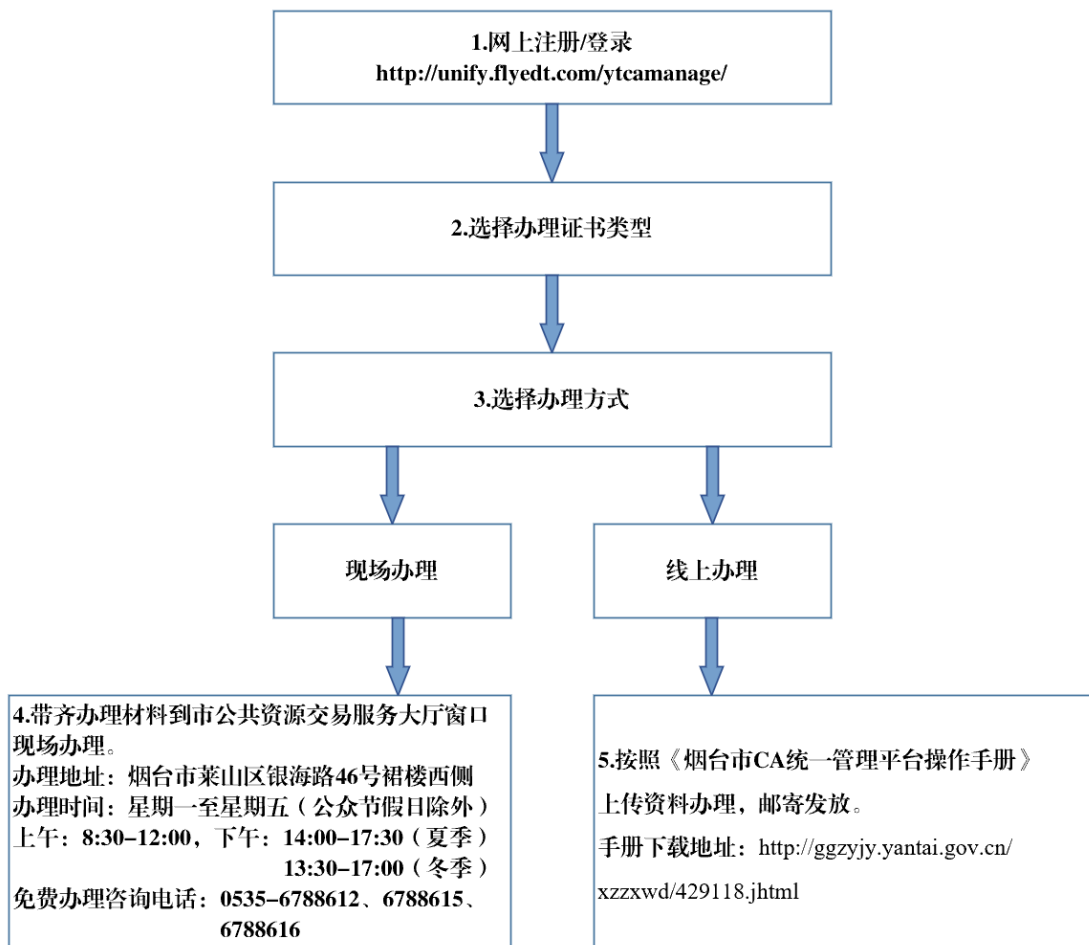 1.网上注册/登录
http://unify.flyedt.com/ytcamanage/
2.选择办理证书类型
3.选择办理方式
现场办理
线上办理
4.带齐办理材料到市公共资源交易服务大厅窗口
现场办理。
办理地址：烟台市莱山区银海路46号裙楼西侧
办理时间：星期一至星期五（公众节假日除外）
上午：8:30-12:00，下午：14:00-17:30（夏季）
13:30-17:00（冬季）
免费办理咨询电话：0535-6788612、6788615、
6788616
5.按照《烟台市CA统一管理平台操作手册》
上传资料办理，邮寄发放。
手册下载地址：http://ggzyjy.yantai.gov.cn/
xzzxwd/429118.jhtml